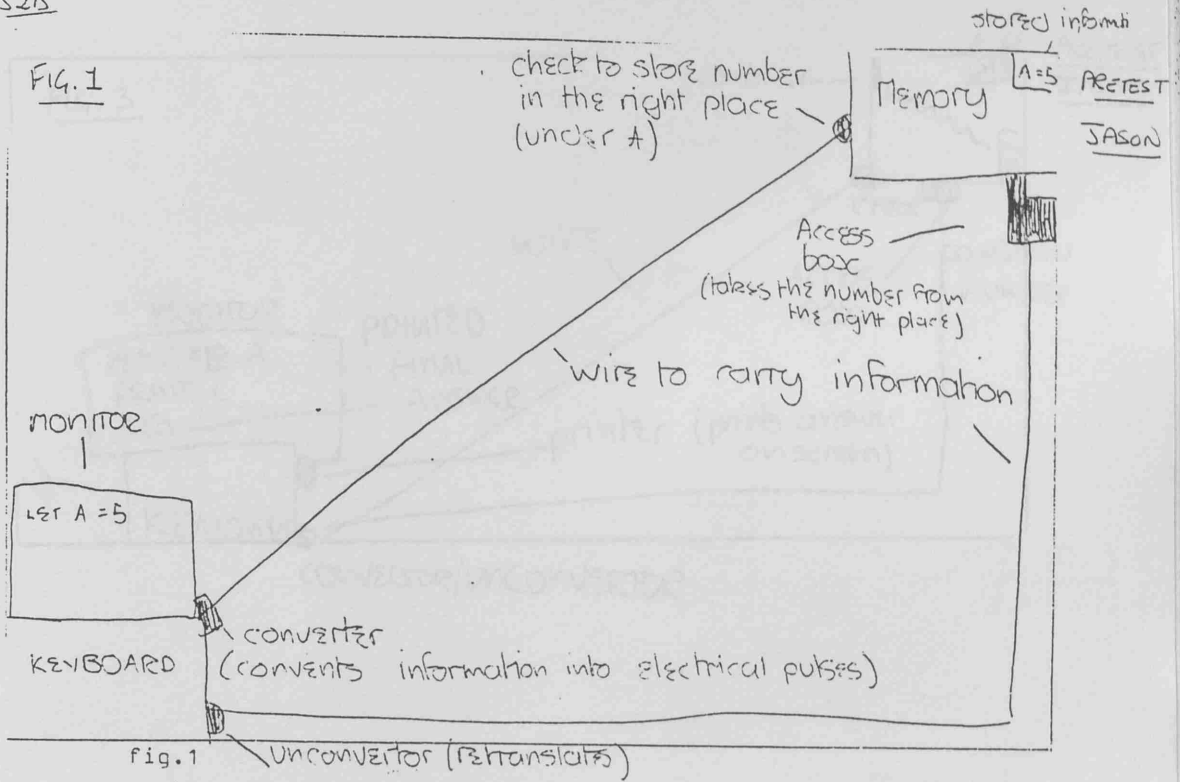 FIG. 1
stored informti
check to store number
in the right place
(under A)
Memory
A=5
PRETEST
JASON
Access
box
(takes the number from
the right place)
wire to carry information
MONITOR
LET A = 5
converter
(convents information into electrical pulses)
KEYBOARD
fig.1
Unconvertor (retranslates)